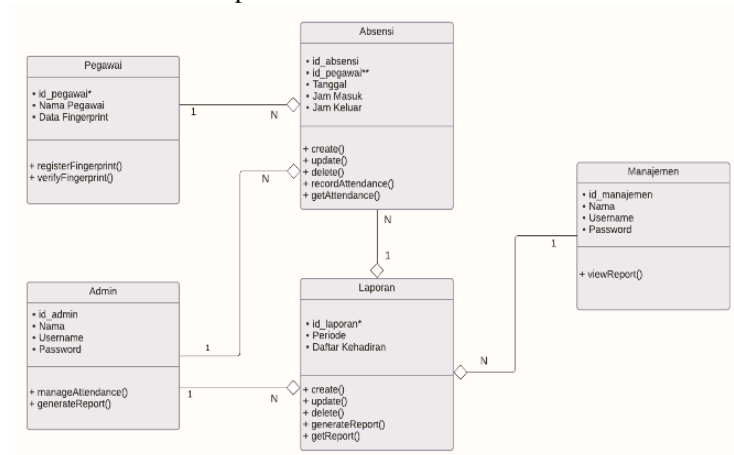 Absensi
• id_absensi
• id_pegawai**
• Tanggal
• Jam Masuk
• Jam Keluar
+ create()
+ update()
+ delete()
+ recordAttendance()
+ getAttendance()
Pegawai
• id_pegawai*
• Nama Pegawai
• Data Fingerprint
+ registerFingerprint()
+ verifyFingerprint()
1
N
N
N
1
Manajemen
• id_manajemen
• Nama
• Username
• Password
+ viewReport()
1
Admin
• id_admin
• Nama
• Username
• Password
+ manageAttendance()
+ generateReport()
1
1
N
Laporan
• id_laporan*
• Periode
• Daftar Kehadiran
+ create()
+ update()
+ delete()
+ generateReport()
+ getReport()
N